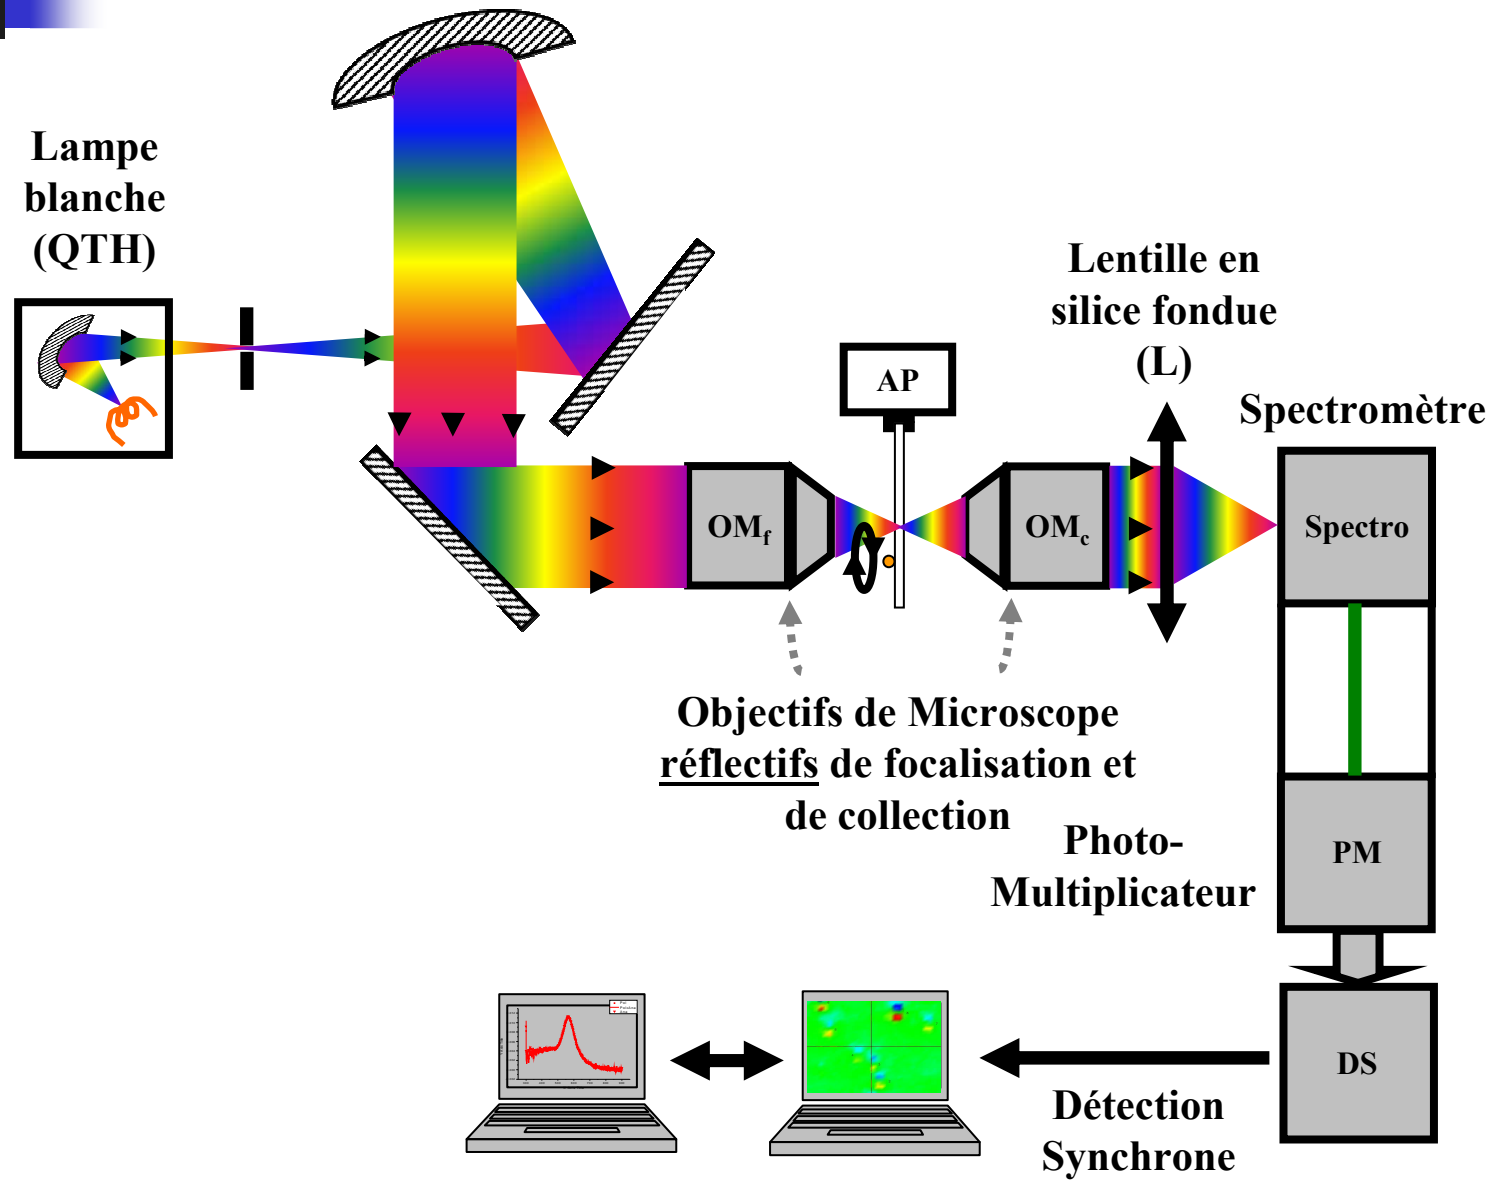 Lampe
blanche
(QTH)
Lentille en
silice fondue
(L)
AP
Spectromètre
OMf
OMc
Spectro
Objectifs de Microscope
réflectifs de focalisation et
de collection
Photo-
Multiplicateur
PM
DS
Détection
Synchrone